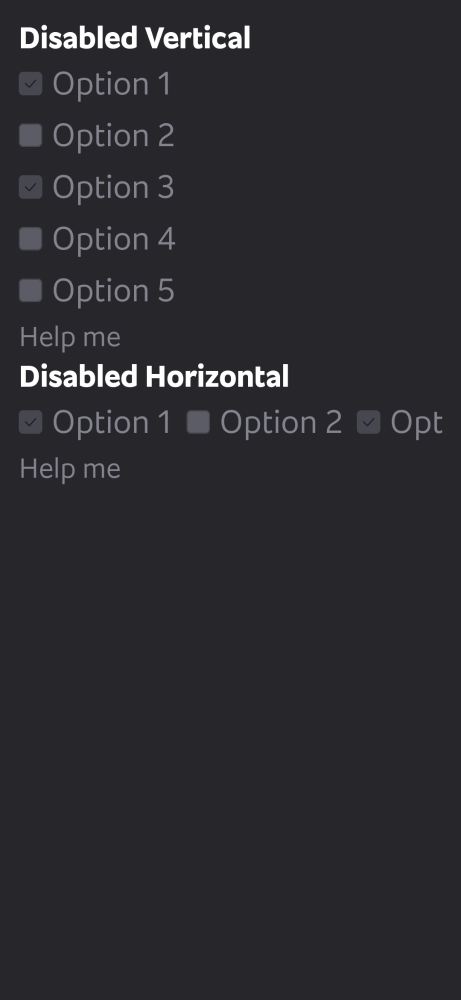 Disabled Vertical
Option 1
Option 2
Option 3
Option 4
Option 5
Help me
Disabled Horizontal
Option 1 Option 2 Opt
Help me